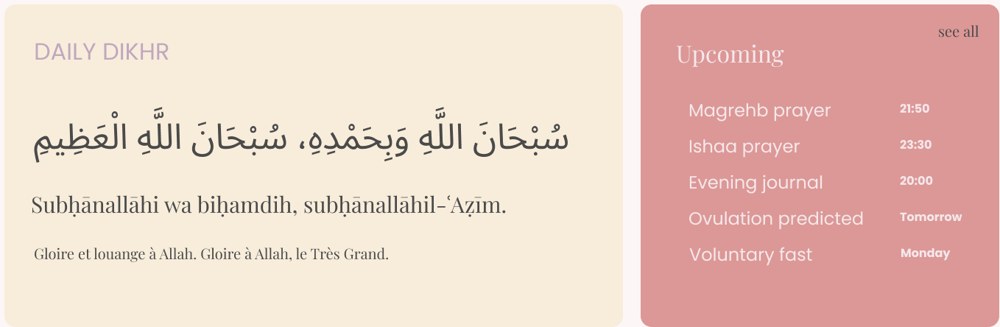 DAILY DIKHR
سُبْحَانَ اللَّهِ وَبِحَمْدِهِ، سُبْحَانَ اللَّهِ الْعَظِيمِ
Subḥānallāhi wa biḥamdih, subḥānallāhil-ʿAẓīm.
Gloire et louange à Allah. Gloire à Allah, le Très Grand.
see all
Upcoming
Magrehb prayer 21:50
Ishaa prayer 23:30
Evening journal 20:00
Ovulation predicted Tomorrow
Voluntary fast Monday